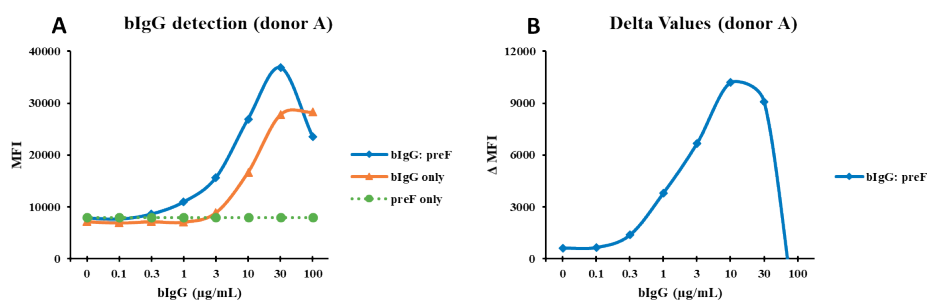 A
bIgG detection (donor A)
40000
30000
20000
10000
0
MFI
0 0.1 0.3 1 3 10 30 100
bIgG (µg/mL)
bIgG: preF
bIgG only
preF only
B
Delta Values (donor A)
12000
9000
6000
3000
0
Δ MFI
0 0.1 0.3 1 3 10 30 100
bIgG (µg/mL)
bIgG: preF